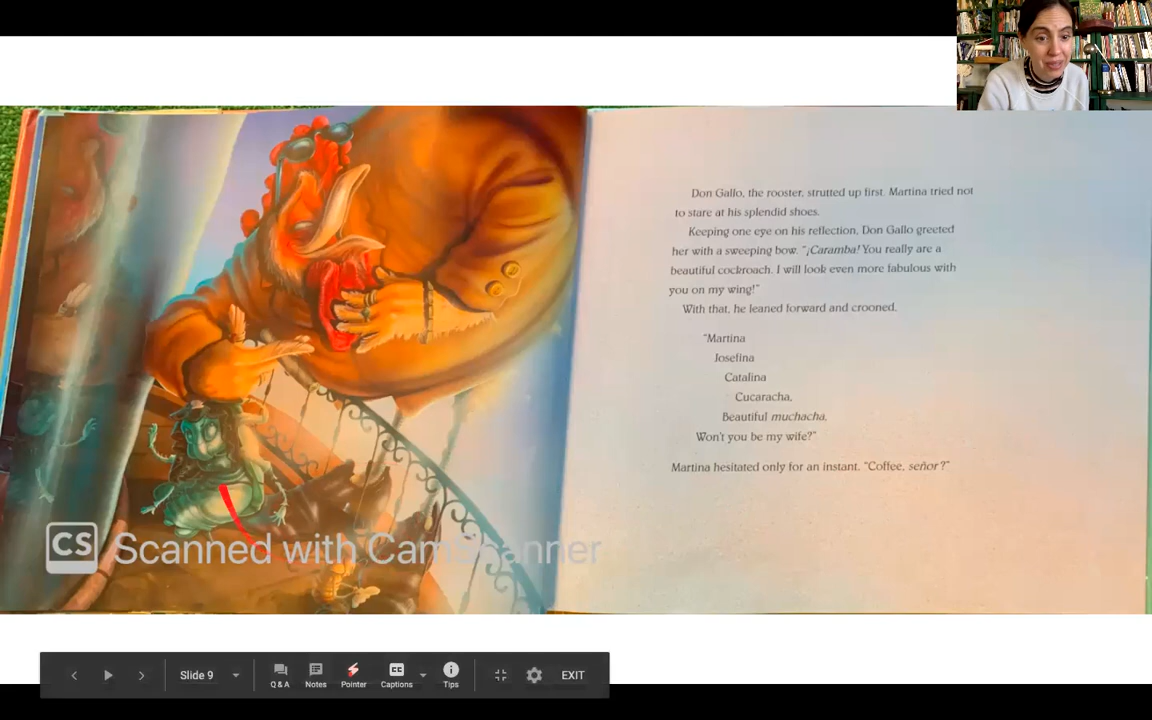 Don Gallo, the rooster, strutted up first. Martina tried not
to stare at his splendid shoes.
Keeping one eye on his reflection, Don Gallo greeted
her with a sweeping bow. "¡Caramba! You really are a
beautiful cockroach. I will look even more fabulous with
you on my wing!"
With that, he leaned forward and crooned,
"Martina
Josefina
Catalina
Cucaracha,
Beautiful muchacha,
Won't you be my wife?"
Martina hesitated only for an instant. "Coffee, señor?"
CS Scanned with CamScanner
Slide 9
Q & A
Notes
Pointer
CC
Captions
Tips
EXIT